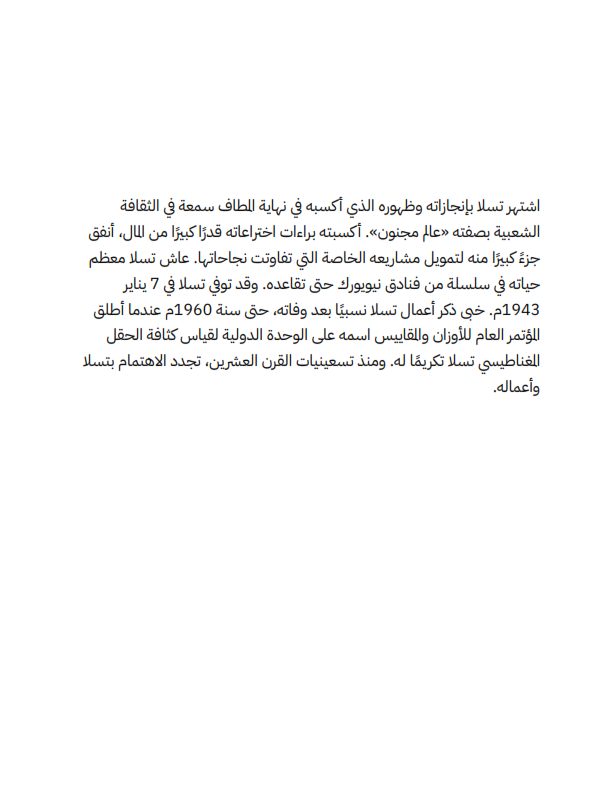 اشتهر تسلا بإنجازاته وظهوره الذي أكسبه في نهاية المطاف سمعة في الثقافة
الشعبية بصفته «عالم مجنون». أكسبته براءات اختراعاته قدرًا كبيرًا من المال، أنفق
جزءً كبيرًا منه لتمويل مشاريعه الخاصة التي تفاوتت نجاحاتها. عاش تسلا معظم
حياته في سلسلة من فنادق نيويورك حتى تقاعده. وقد توفي تسلا في 7 يناير
1943م. خبى ذكر أعمال تسلا نسبيًا بعد وفاته، حتى سنة 1960م عندما أطلق
المؤتمر العام للأوزان والمقاييس اسمه على الوحدة الدولية لقياس كثافة الحقل
المغناطيسي تسلا تكريمًا له. ومنذ تسعينيات القرن العشرين، تجدد الاهتمام بتسلا
وأعماله.